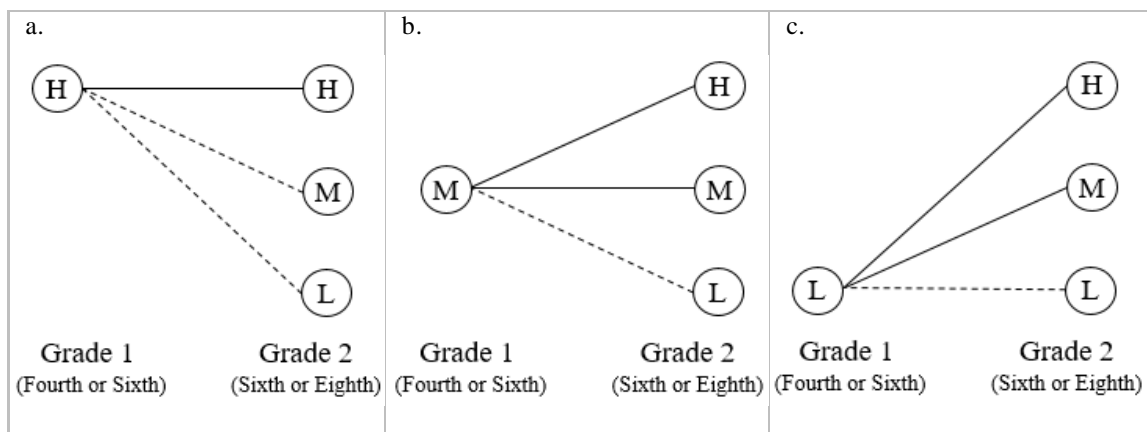 a.
H
H
M
L
Grade 1
Grade 2
(Fourth or Sixth)
(Sixth or Eighth)
b.
H
M
M
L
Grade 1
Grade 2
(Fourth or Sixth)
(Sixth or Eighth)
c.
H
M
L
L
Grade 1
Grade 2
(Fourth or Sixth)
(Sixth or Eighth)